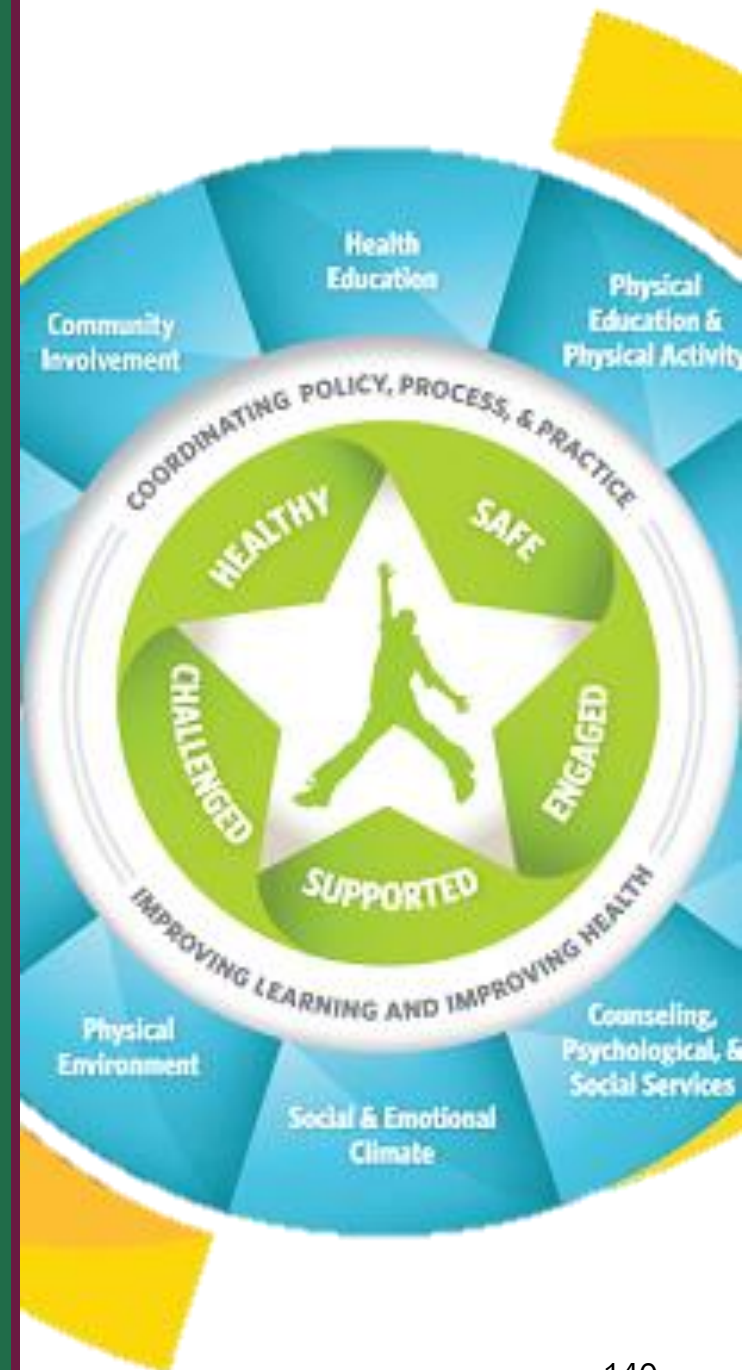 Health
Education
Physical
Education &
Physical Activity
Community
Involvement
COORDINATING POLICY, PROCESS, & PRACTICE
HEALTHY
SAFE
CHALLENGED
ENGAGED
SUPPORTED
IMPROVING LEARNING AND IMPROVING HEALTH
Physical
Environment
Social & Emotional
Climate
Counseling,
Psychological, &
Social Services